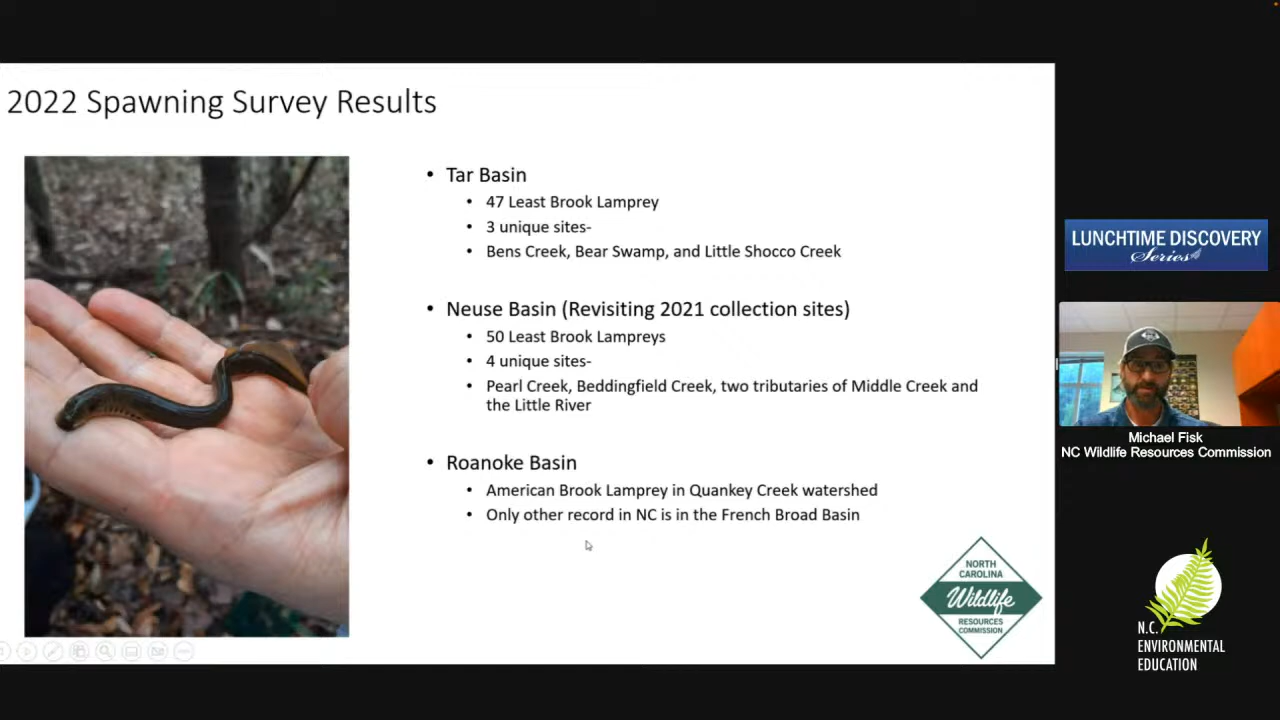 2022 Spawning Survey Results
• Tar Basin
• 47 Least Brook Lamprey
• 3 unique sites-
• Bens Creek, Bear Swamp, and Little Shocco Creek
• Neuse Basin (Revisiting 2021 collection sites)
• 50 Least Brook Lampreys
• 4 unique sites-
• Pearl Creek, Beddingfield Creek, two tributaries of Middle Creek and
the Little River
• Roanoke Basin
• American Brook Lamprey in Quankey Creek watershed
• Only other record in NC is in the French Broad Basin
NORTH
CAROLINA
Wildlife
RESOURCES
COMMISSION
LUNCHTIME DISCOVERY
Series
Michael Fisk
NC Wildlife Resources Commission
N.C.
ENVIRONMENTAL
EDUCATION